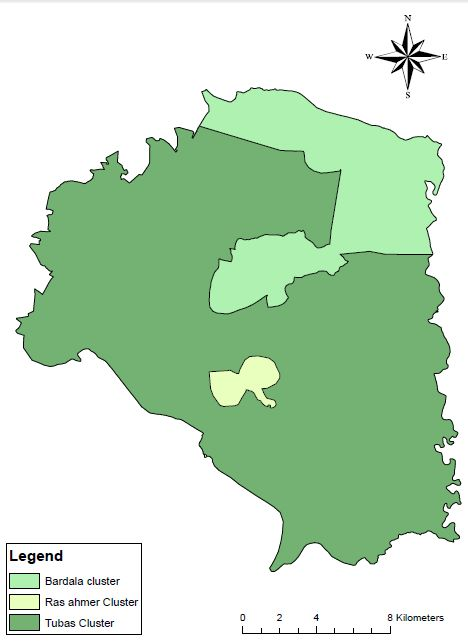 N
W E
S
Legend
Bardala cluster
Ras ahmer Cluster
Tubas Cluster
0 2 4 8 Kilometers